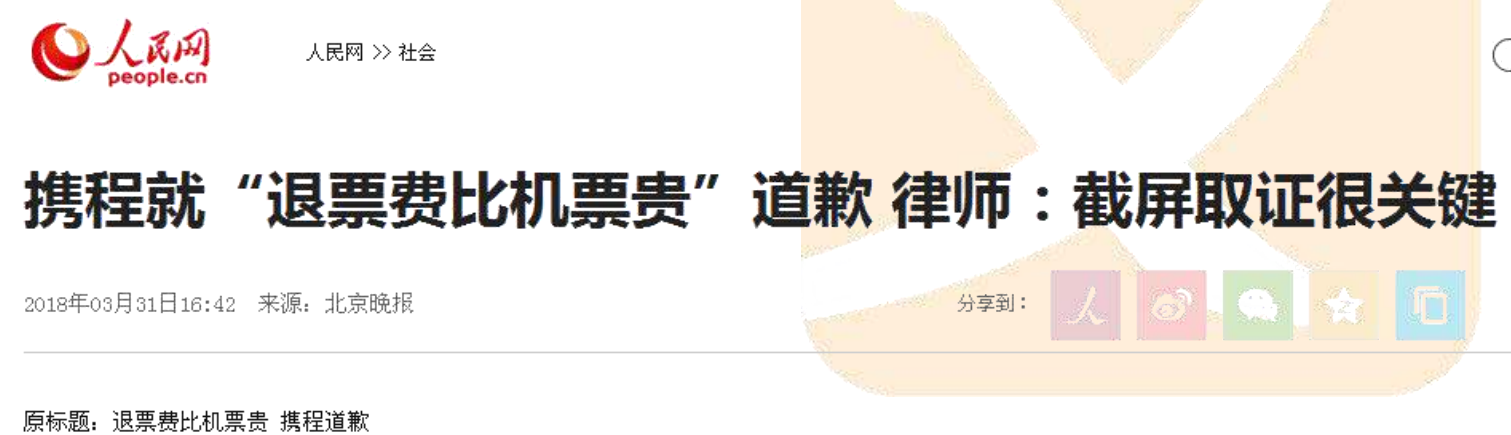 人民网
people.cn
人民网 >> 社会
携程就“退票费比机票贵”道歉 律师：截屏取证很关键
2018年03月31日16:42 来源：北京晚报 分享到：
原标题：退票费比机票贵 携程道歉